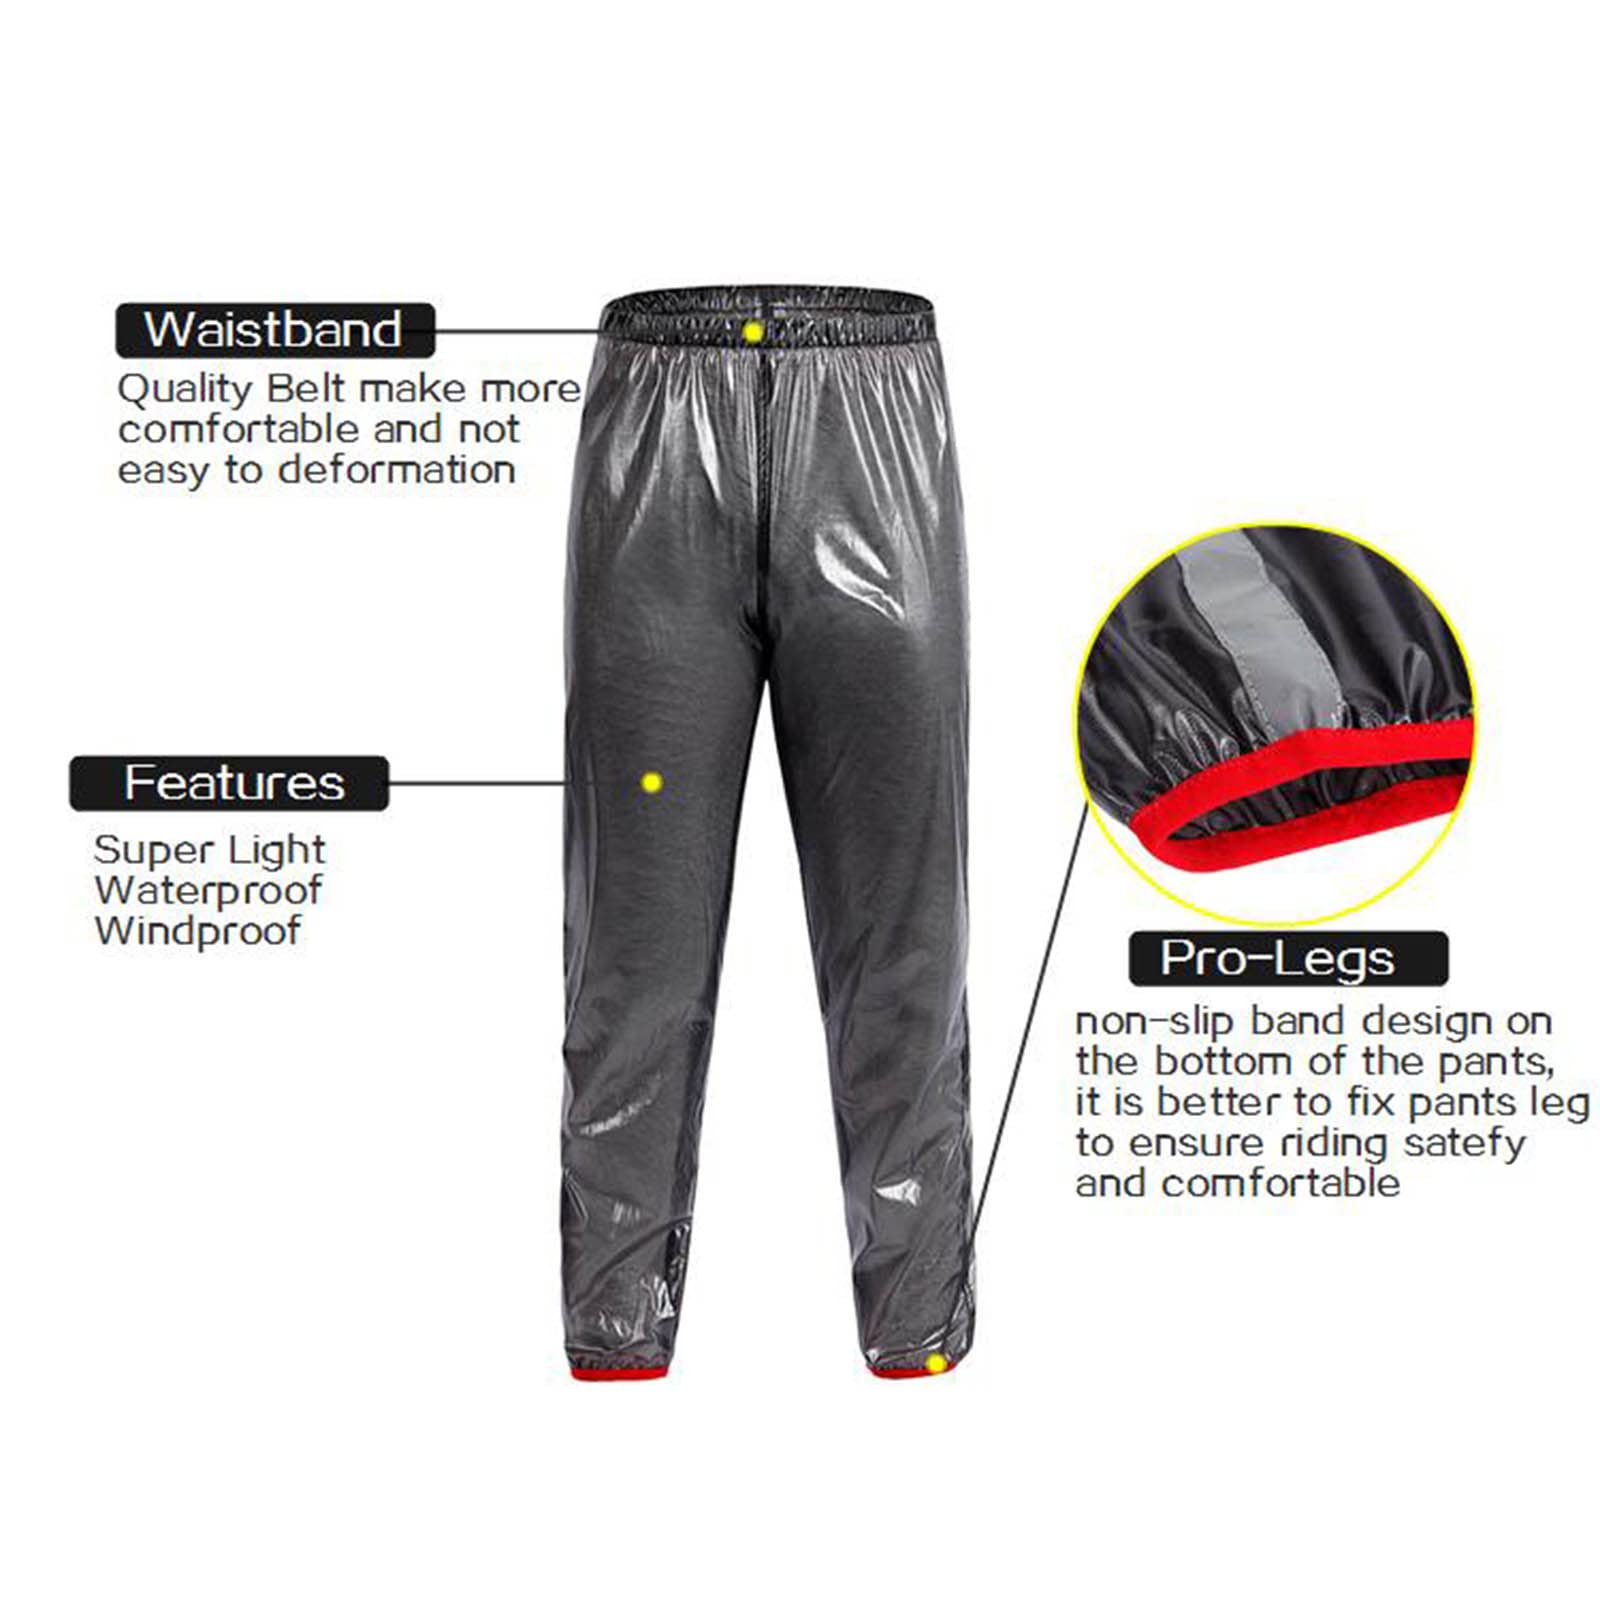 Waistband
Quality Belt make more
comfortable and not
easy to deformation
Features
Super Light
Waterproof
Windproof
Pro-Legs
non-slip band design on
the bottom of the pants,
it is better to fix pants leg
to ensure riding satefy
and comfortable